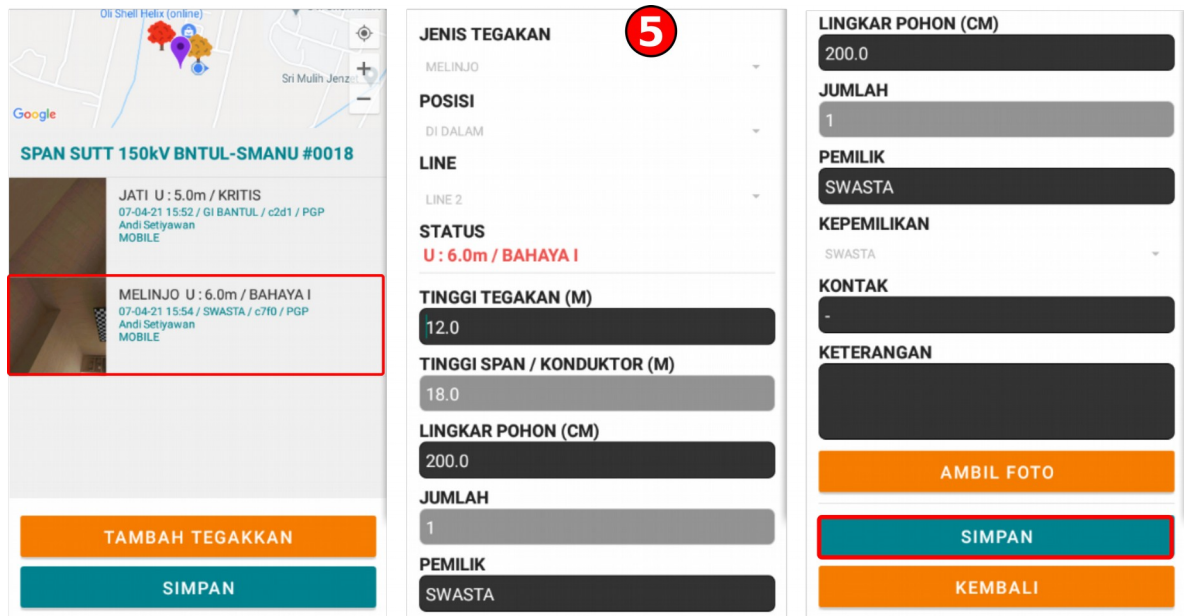 Oli Shell Helix (online)
Sri Mulih Jenz
+
−
Google
SPAN SUTT 150kV BNTUL-SMANU #0018
JATI U : 5.0m / KRITIS
07-04-21 15:52 / GI BANTUL / c2d1 / PGP
Andi Setiyawan
MOBILE
MELINJO U : 6.0m / BAHAYA I
07-04-21 15:54 / SWASTA / c7f0 / PGP
Andi Setiyawan
MOBILE
TAMBAH TEGAKKAN
SIMPAN
5
JENIS TEGAKAN
MELINJO
POSISI
DI DALAM
LINE
LINE 2
STATUS
U : 6.0m / BAHAYA I
TINGGI TEGAKAN (M)
12.0
TINGGI SPAN / KONDUKTOR (M)
18.0
LINGKAR POHON (CM)
200.0
JUMLAH
1
PEMILIK
SWASTA
LINGKAR POHON (CM)
200.0
JUMLAH
1
PEMILIK
SWASTA
KEPEMILIKAN
SWASTA
KONTAK
-
KETERANGAN
AMBIL FOTO
SIMPAN
KEMBALI